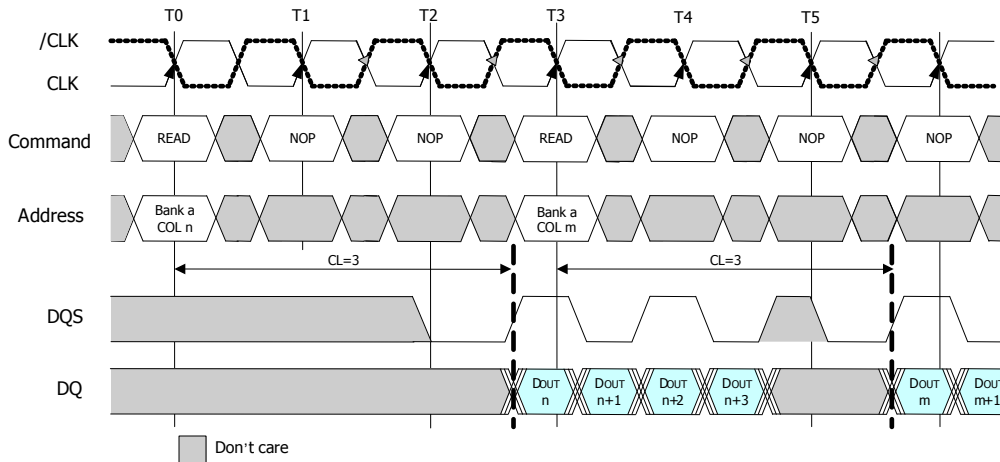 T0 T1 T2 T3 T4 T5
/CLK
CLK
Command READ NOP NOP READ NOP NOP NOP
Address Bank a Bank a
COL n COL m
CL=3 CL=3
DQS
DQ DOUT DOUT DOUT DOUT DOUT DOUT
n n+1 n+2 n+3 m m+1
Don't care